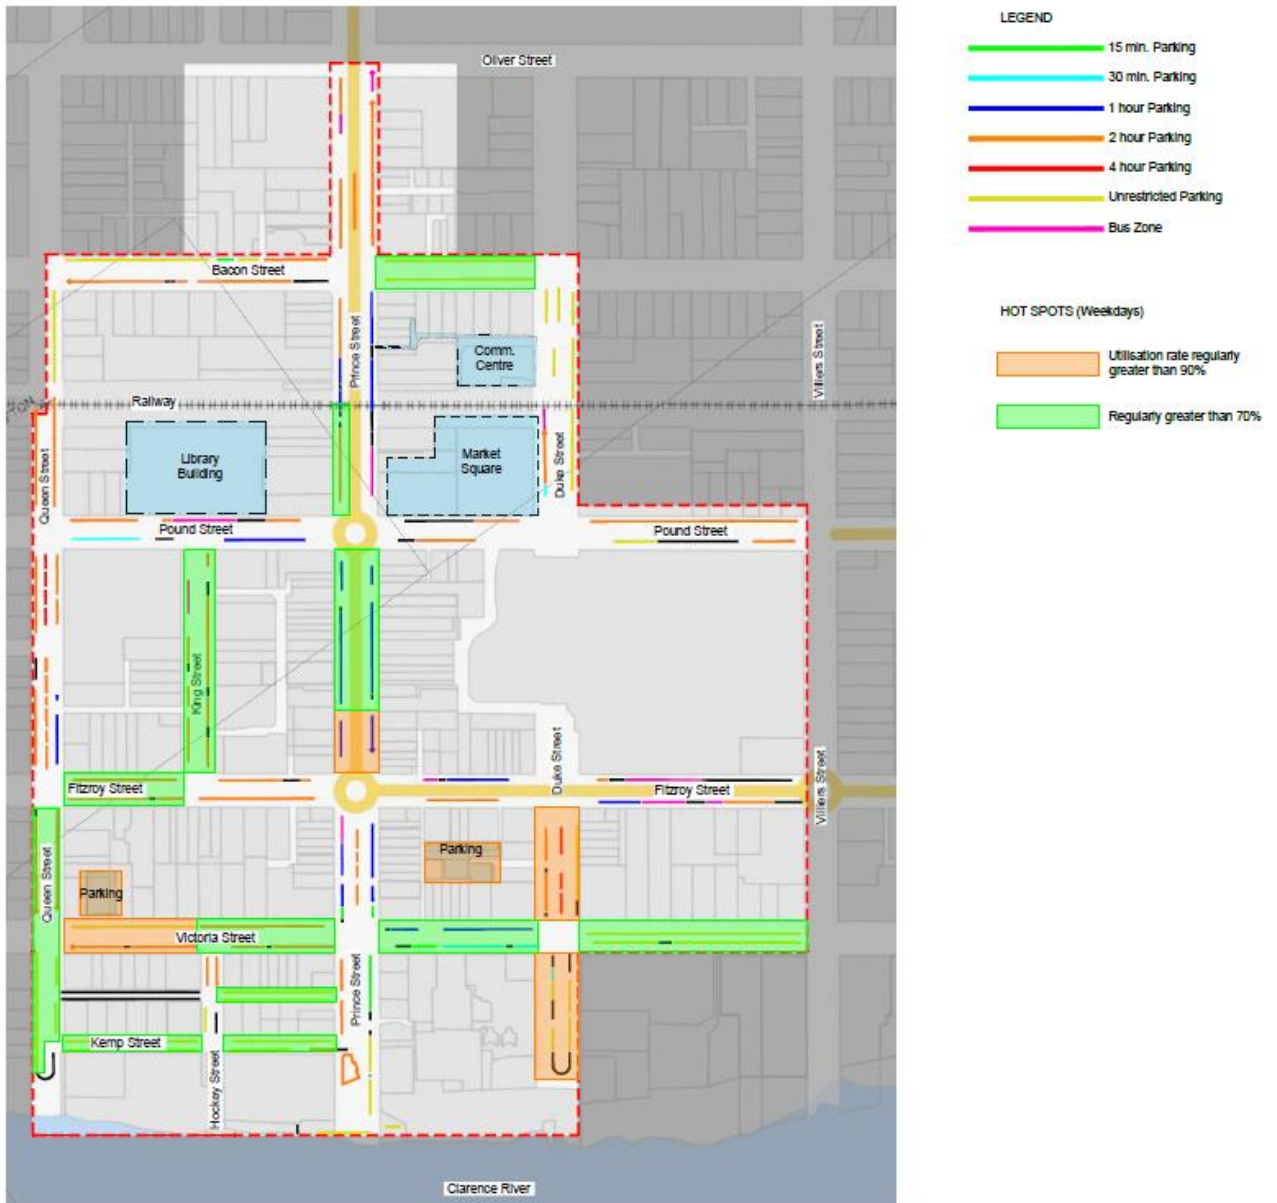 Oliver Street
Bacon Street
Prince Street
Comm.
Centre
Villiers Street
Railway
Queen Street
Library
Building
Market
Square
Duke Street
Pound Street
Pound Street
King Street
Duke Street
Villiers Street
Fitzroy Street
Fitzroy Street
Queen Street
Parking
Parking
Victoria Street
Prince Street
Kemp Street
Hockey Street
Clarence River
LEGEND
15 min. Parking
30 min. Parking
1 hour Parking
2 hour Parking
4 hour Parking
Unrestricted Parking
Bus Zone
HOT SPOTS (Weekdays)
Utilisation rate regularly
greater than 90%
Regularly greater than 70%